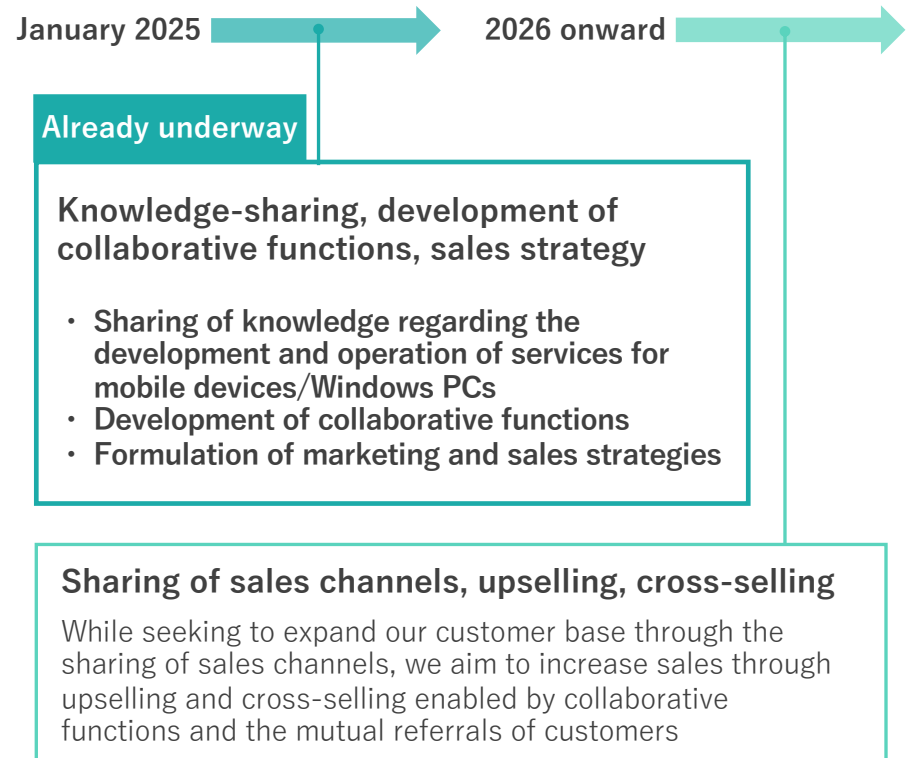 January 2025
2026 onward
Already underway
Knowledge-sharing, development of
collaborative functions, sales strategy
・ Sharing of knowledge regarding the
development and operation of services for
mobile devices/Windows PCs
・ Development of collaborative functions
・ Formulation of marketing and sales strategies
Sharing of sales channels, upselling, cross-selling
While seeking to expand our customer base through the
sharing of sales channels, we aim to increase sales through
upselling and cross-selling enabled by collaborative
functions and the mutual referrals of customers